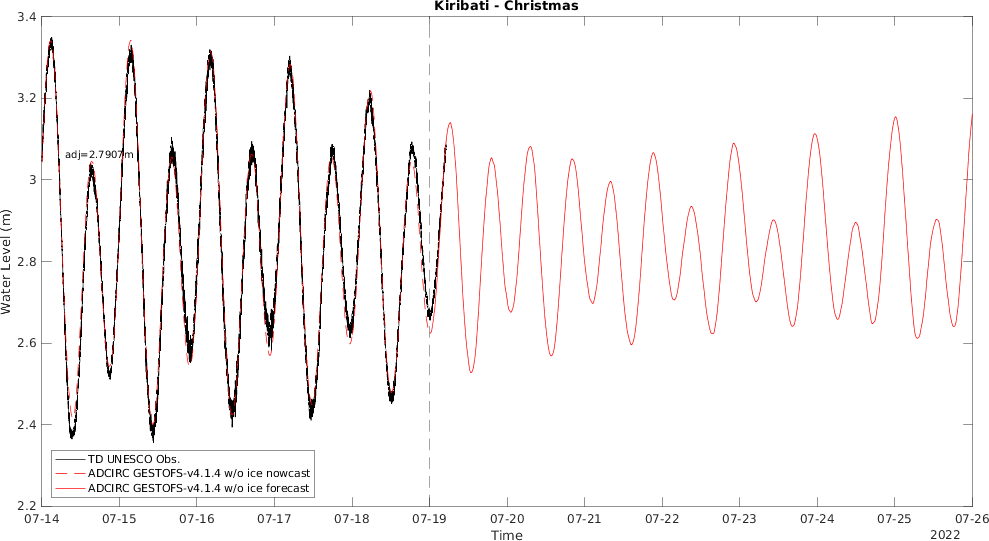 Kiribati - Christmas
3.4
3.2
3
2.8
2.6
2.4
2.2
Water Level (m)
adj=2.7907m
TD UNESCO Obs.
ADCIRC GESTOFS-v4.1.4 w/o ice nowcast
ADCIRC GESTOFS-v4.1.4 w/o ice forecast
07-14 07-15 07-16 07-17 07-18 07-19 07-20 07-21 07-22 07-23 07-24 07-25 07-26
Time
2022